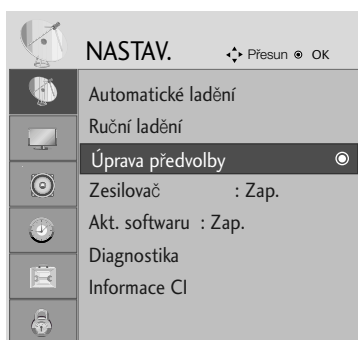 NASTAV. Přesun OK
Automatické ladění
Ruční ladění
Úprava předvolby
Zesilovač : Zap.
Akt. softwaru : Zap.
Diagnostika
Informace CI